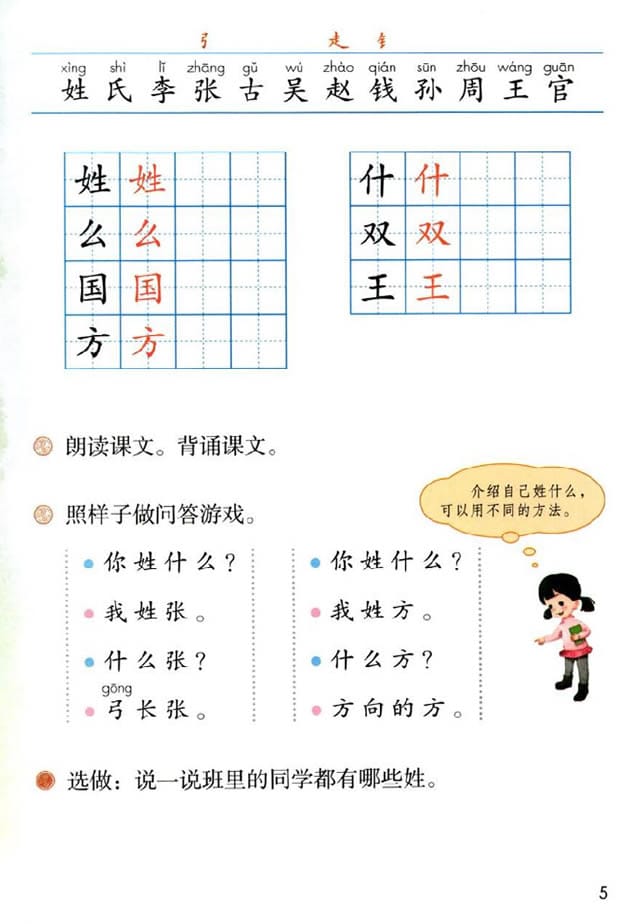 弓 走 钅
xìng shì lǐ zhāng gǔ wú zhào qián sūn zhōu wáng guān
姓 氏 李 张 古 吴 赵 钱 孙 周 王 官
姓 姓
么 么
国 国
方 方
什 什
双 双
王 王
朗读课文。背诵课文。
照样子做问答游戏。
介绍自己姓什么，
可以用不同的方法。
你姓什么？
我姓张。
什么张？
gōng
弓长张。
你姓什么？
我姓方。
什么方？
方向的方。
选做：说一说班里的同学都有哪些姓。
5